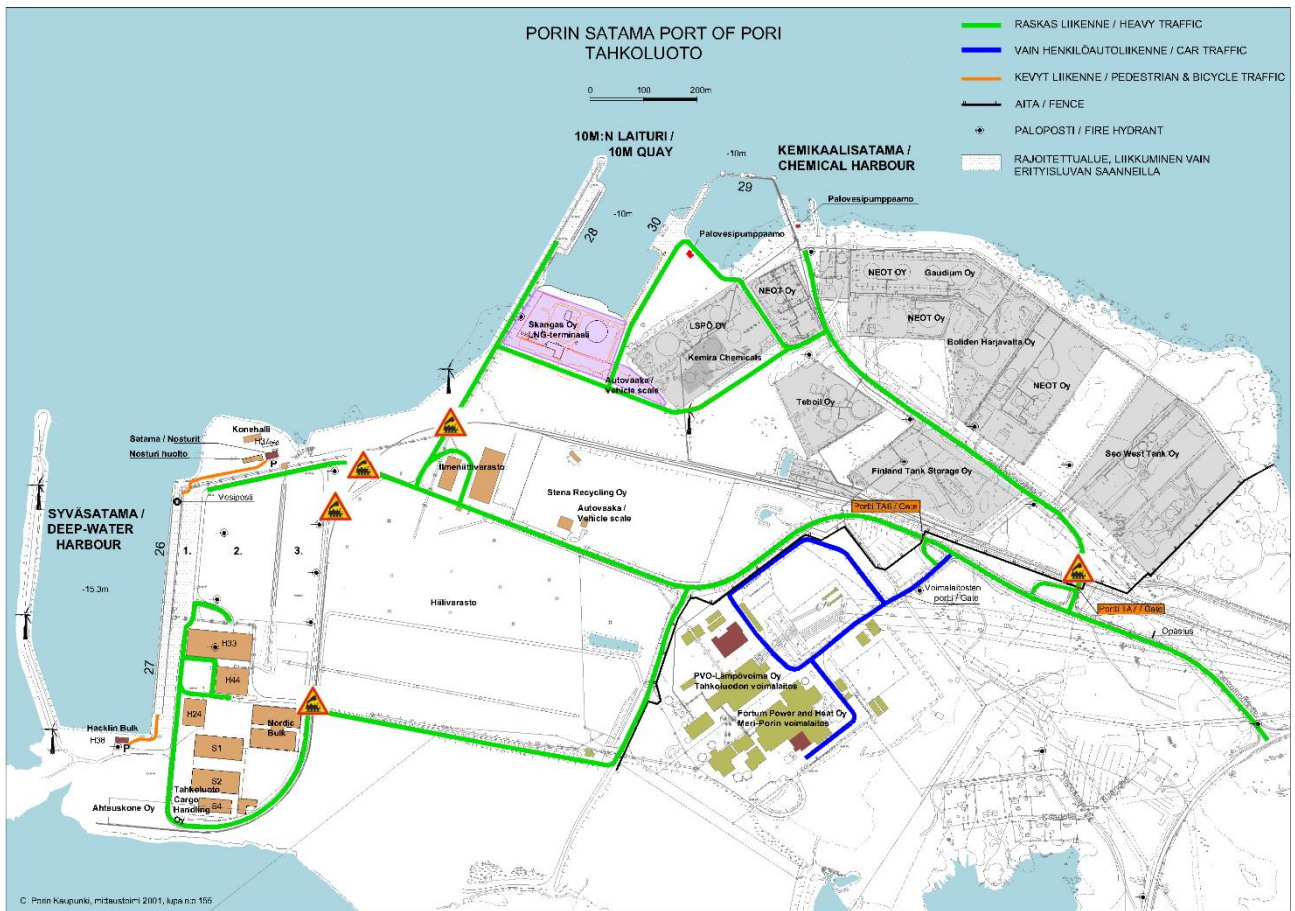 PORIN SATAMA PORT OF PORI
TAHKOLUOTO
0 100 200m
RASKAS LIIKENNE / HEAVY TRAFFIC
VAIN HENKILÖAUTOLIIKENNE / CAR TRAFFIC
KEVYT LIIKENNE / PEDESTRIAN & BICYCLE TRAFFIC
AITA / FENCE
PALOPOSTI / FIRE HYDRANT
RAJOITETTUALUE, LIIKKUMINEN VAIN
ERITYISLUVAN SAANNEILLA
10M:N LAITURI /
10M QUAY
-10m
KEMIKAALISATAMA /
CHEMICAL HARBOUR
29
Palovesipumppaamo
-10m
28
30
Palovesipumppaamo
NEOT OY
Gaudium Oy
NEOT Oy
NEOT Oy
Skangas Oy
LNG-terminaali
LSPÖ OY
Boliden Harjavalta Oy
Kemira Chemicals
NEOT Oy
Autovaaka /
Vehicle scale
Teboil Oy
Konehalli
Satama / Nosturit
Nosturi huolto
P
Ilmeniittivarasto
Finland Tank Storage Oy
Seo West Tank Oy
Vesiposti
Stena Recycling Oy
Autovaaka /
Vehicle scale
Portti TA6 / Gate
SYVÄSATAMA /
DEEP-WATER
HARBOUR
26
1.
2.
3.
-15.3m
Hiilivarasto
Voimalaitosten
portti / Gate
Portti TA7 / Gate
Opastus
H33
27
H44
PVO-Lämpövoima Oy
Tahkoluodon voimalaitos
H24
Nordic
Bulk
Fortum Power and Heat Oy
Meri-Porin voimalaitos
Hacklin Bulk
H38
P
S1
S2
Tahkoluoto
Cargo
Handling
Oy
S4
Ahtauskone Oy
C Porin Kaupunki, mittaustoimi 2001, lupa n:o 155